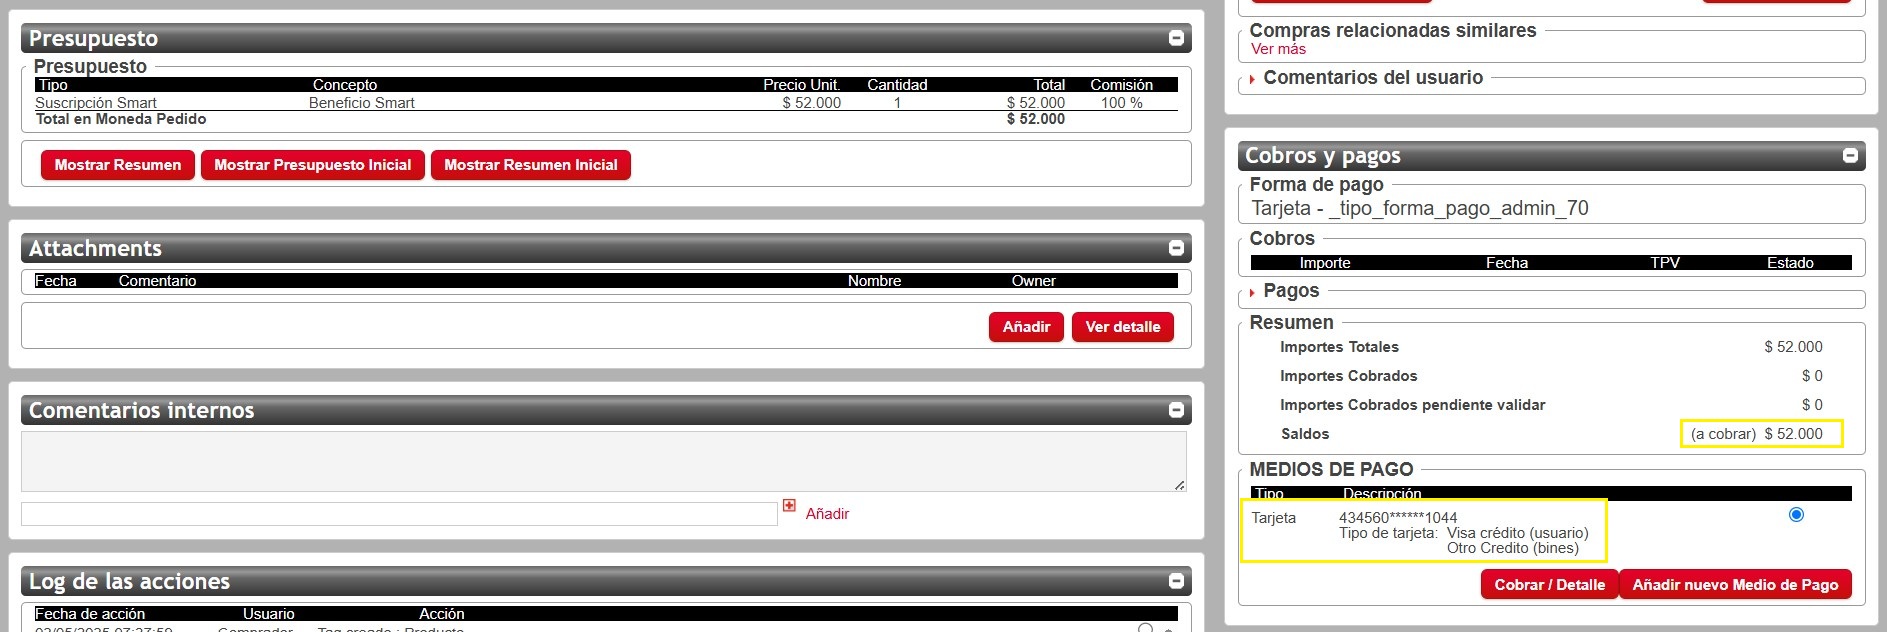 Presupuesto
Presupuesto
Tipo Concepto Precio Unit. Cantidad Total Comisión
Suscripción Smart Beneficio Smart $ 52.000 1 $ 52.000 100 %
Total en Moneda Pedido $ 52.000
Mostrar Resumen Mostrar Presupuesto Inicial Mostrar Resumen Inicial
Attachments
Fecha Comentario Nombre Owner
Añadir Ver detalle
Comentarios internos
Añadir
Log de las acciones
Fecha de acción Usuario Acción
02/05/2025 07:37:59 Comprador Tag creado : Producto
Compras relacionadas similares
Ver más
Comentarios del usuario
Cobros y pagos
Forma de pago
Tarjeta - _tipo_forma_pago_admin_70
Cobros
Importe Fecha TPV Estado
Pagos
Resumen
Importes Totales $ 52.000
Importes Cobrados $ 0
Importes Cobrados pendiente validar $ 0
Saldos (a cobrar) $ 52.000
MEDIOS DE PAGO
Tipo Descripción
Tarjeta 434560******1044
Tipo de tarjeta: Visa crédito (usuario)
Otro Credito (bines)
Cobrar / Detalle Añadir nuevo Medio de Pago